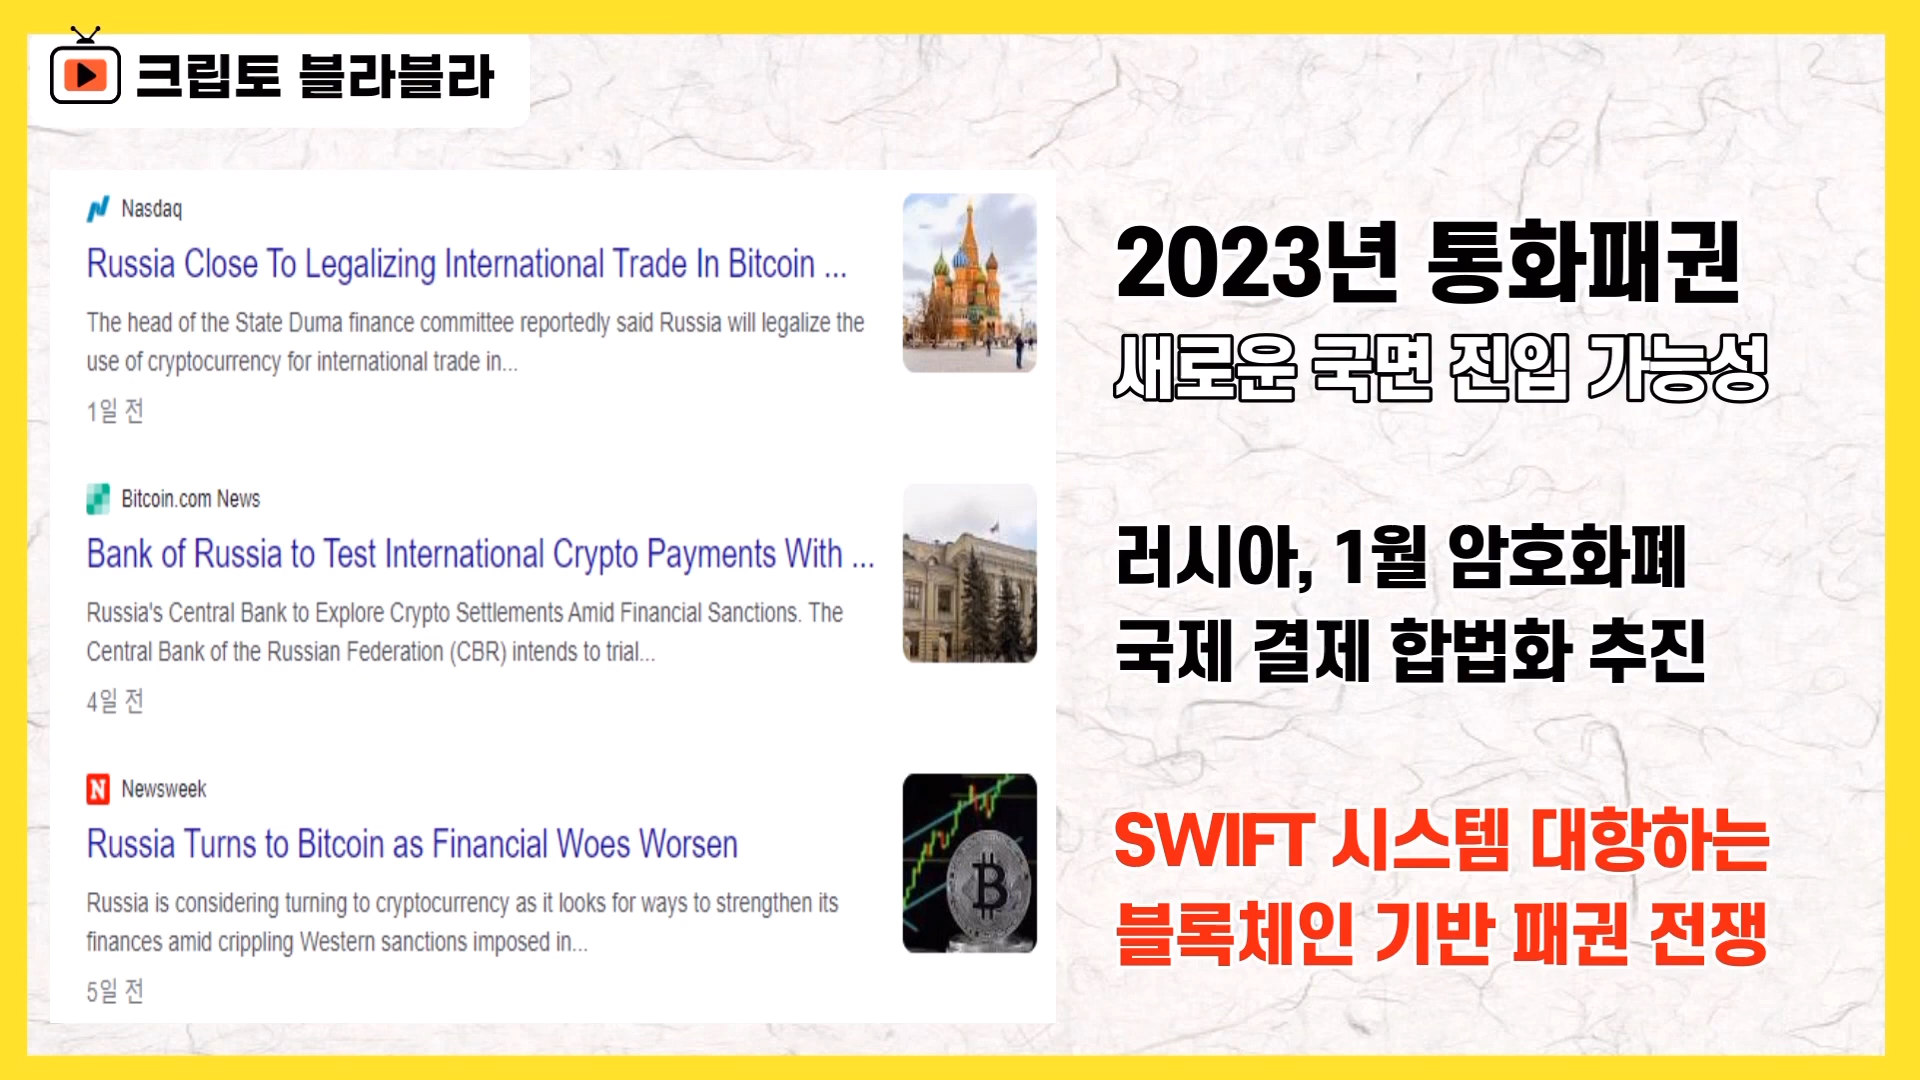 크립토 블라블라
Nasdaq
Russia Close To Legalizing International Trade In Bitcoin ...
The head of the State Duma finance committee reportedly said Russia will legalize the
use of cryptocurrency for international trade in...
1일 전
Bitcoin.com News
Bank of Russia to Test International Crypto Payments With ...
Russia's Central Bank to Explore Crypto Settlements Amid Financial Sanctions. The
Central Bank of the Russian Federation (CBR) intends to trial...
4일 전
Newsweek
Russia Turns to Bitcoin as Financial Woes Worsen
Russia is considering turning to cryptocurrency as it looks for ways to strengthen its
finances amid crippling Western sanctions imposed in...
5일 전
2023년 통화패권
새로운 국면 진입 가능성
러시아, 1월 암호화폐
국제 결제 합법화 추진
SWIFT 시스템 대항하는
블록체인 기반 패권 전쟁